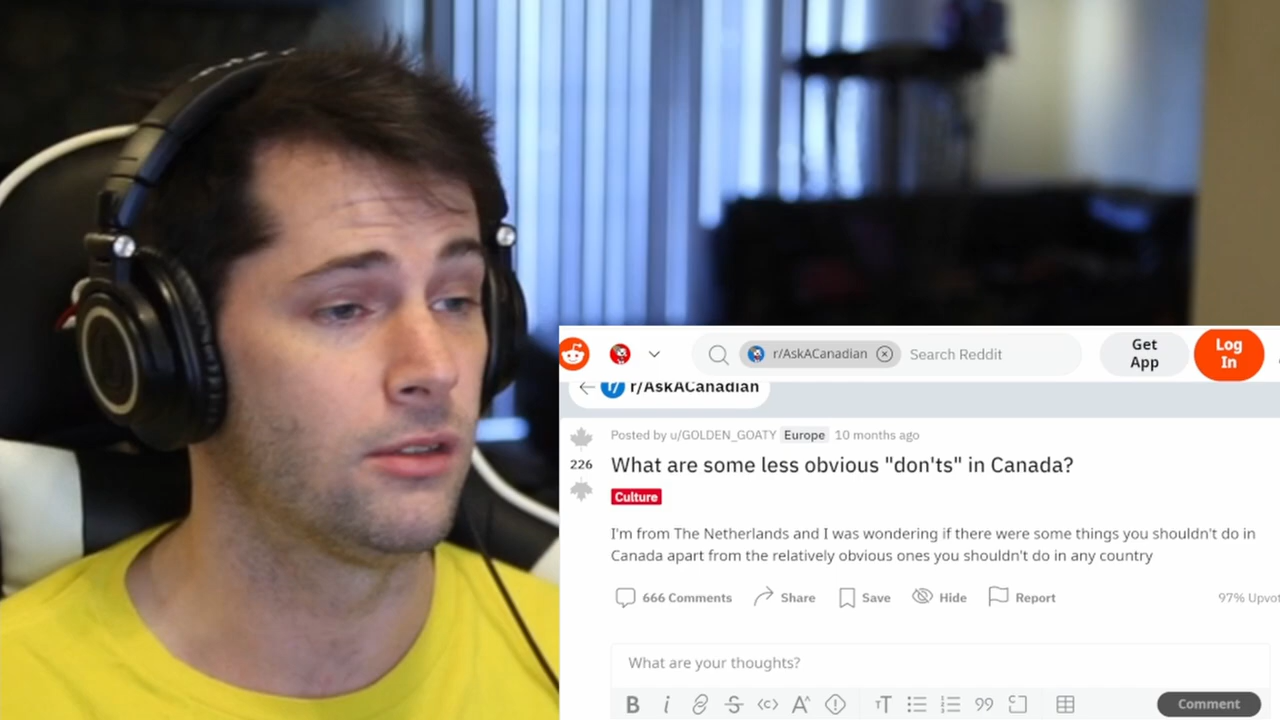 r/AskACanadian
Search Reddit
Get
App
Log
In
r/AskACanadian
Posted by u/GOLDEN_GOATY Europe 10 months ago
226
What are some less obvious "don'ts" in Canada?
Culture
I'm from The Netherlands and I was wondering if there were some things you shouldn't do in
Canada apart from the relatively obvious ones you shouldn't do in any country
666 Comments Share Save Hide Report 97% Upvot
What are your thoughts?
Comment